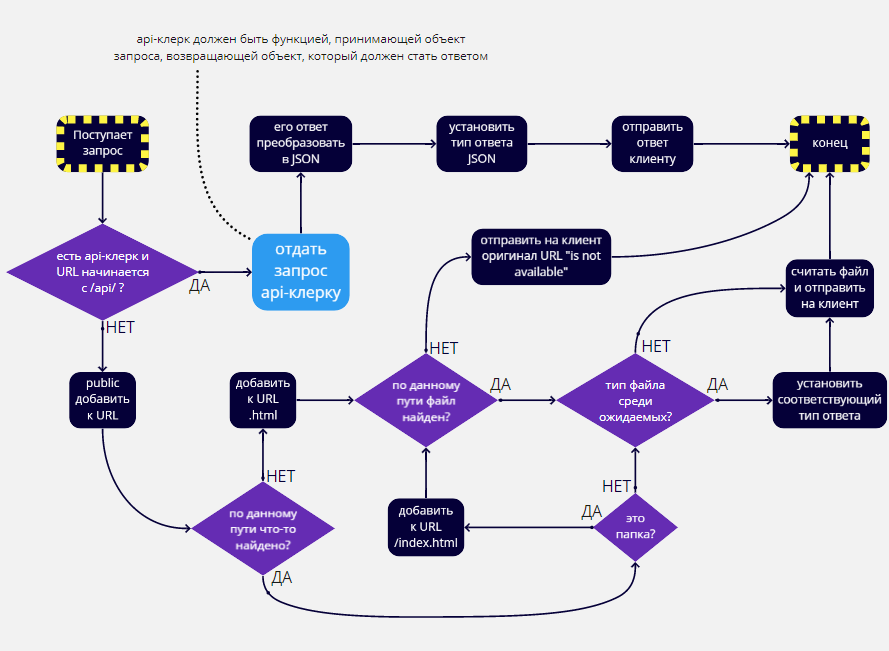 api-клерк должен быть функцией, принимающей объект
запроса, возвращающей объект, который должен стать ответом
Поступает
запрос
его ответ
преобразовать
в JSON
установить
тип ответа
JSON
отправить
ответ
клиенту
конец
есть api-клерк и
URL начинается
с /api/ ?
ДА
отдать
запрос
api-клерку
отправить на клиент
оригинал URL "is not
available"
считать файл
и отправить
на клиент
НЕТ
public
добавить
к URL
добавить
к URL
.html
НЕТ
по данному
пути файл
найден?
ДА
НЕТ
тип файла
среди
ожидаемых?
ДА
установить
соответствующий
тип ответа
НЕТ
по данному
пути что-то
найдено?
ДА
добавить
к URL
/index.html
ДА
НЕТ
это
папка?